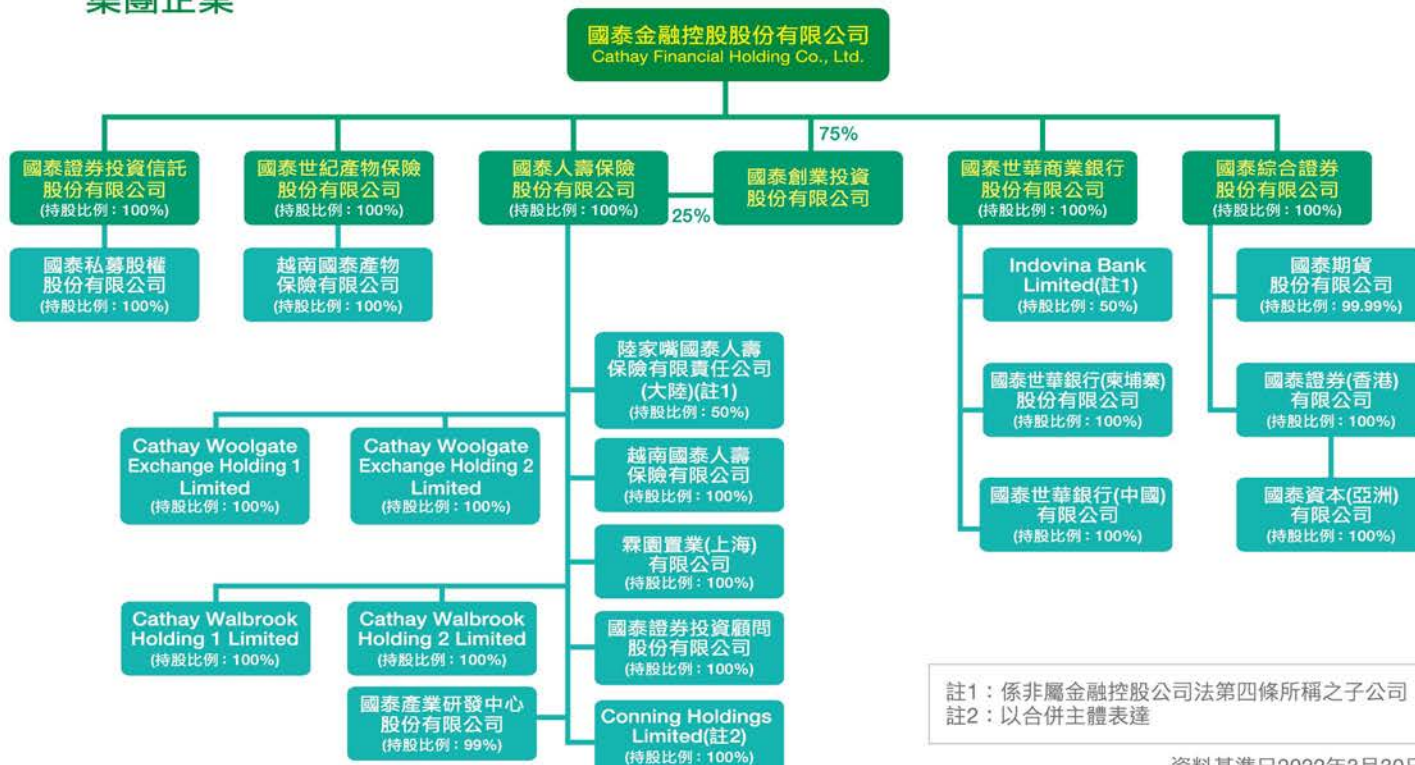 集團企業
國泰金融控股股份有限公司
Cathay Financial Holding Co., Ltd.
75%
國泰證券投資信託
股份有限公司
(持股比例：100%)
國泰世紀產物保險
股份有限公司
(持股比例：100%)
國泰人壽保險
股份有限公司
(持股比例：100%)
25%
國泰創業投資
股份有限公司
國泰世華商業銀行
股份有限公司
(持股比例：100%)
國泰綜合證券
股份有限公司
(持股比例：100%)
國泰私募股權
股份有限公司
(持股比例：100%)
越南國泰產物
保險有限公司
(持股比例：100%)
Indovina Bank
Limited(註1)
(持股比例：50%)
國泰期貨
股份有限公司
(持股比例：99.99%)
陸家嘴國泰人壽
保險有限責任公司
(大陸)(註1)
(持股比例：50%)
國泰世華銀行(柬埔寨)
股份有限公司
(持股比例：100%)
國泰證券(香港)
有限公司
(持股比例：100%)
Cathay Woolgate
Exchange Holding 1
Limited
(持股比例：100%)
Cathay Woolgate
Exchange Holding 2
Limited
(持股比例：100%)
越南國泰人壽
保險有限公司
(持股比例：100%)
國泰世華銀行(中國)
有限公司
(持股比例：100%)
國泰資本(亞洲)
有限公司
(持股比例：100%)
霖園置業(上海)
有限公司
(持股比例：100%)
Cathay Walbrook
Holding 1 Limited
(持股比例：100%)
Cathay Walbrook
Holding 2 Limited
(持股比例：100%)
國泰證券投資顧問
股份有限公司
(持股比例：100%)
國泰產業研發中心
股份有限公司
(持股比例：99%)
Conning Holdings
Limited(註2)
(持股比例：100%)
註1：係非屬金融控股公司法第四條所稱之子公司
註2：以合併主體表達
資料基準日2022年3月30日